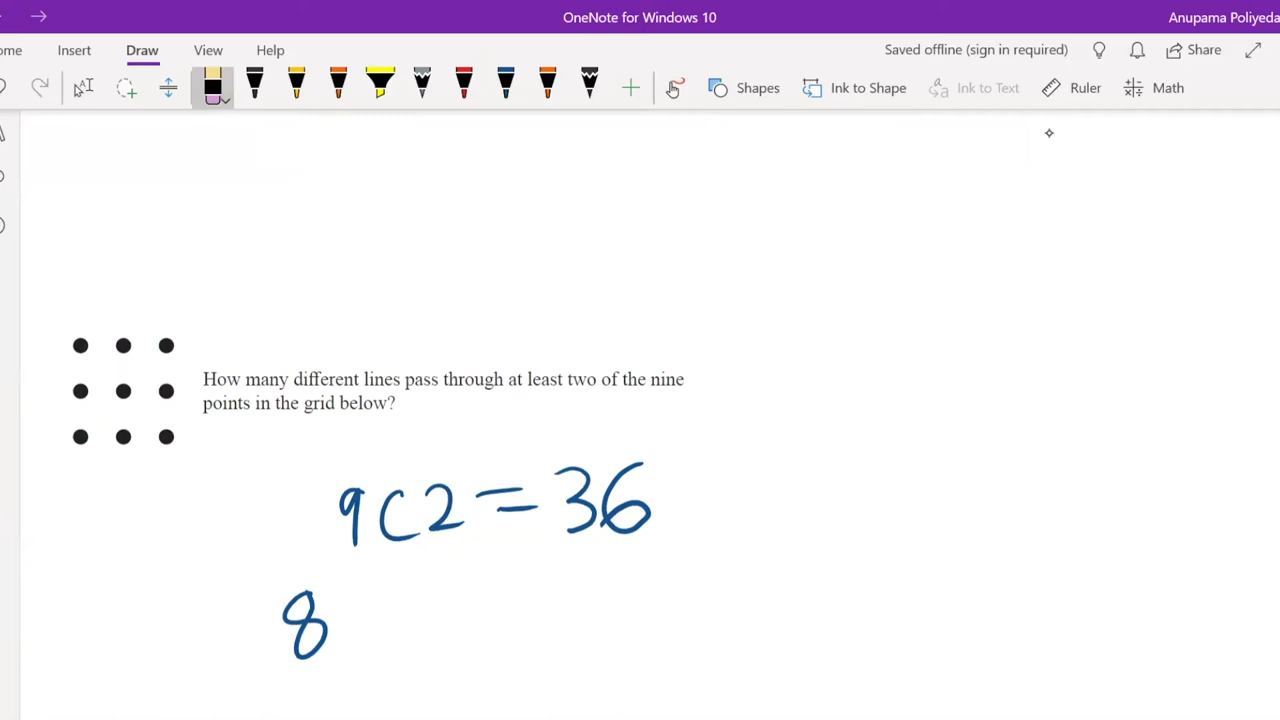 OneNote for Windows 10
Anupama Poliyeda
ome Insert Draw View Help
Saved offline (sign in required) Share
Shapes Ink to Shape Ink to Text Ruler Math
How many different lines pass through at least two of the nine
points in the grid below?
9C2=36
8